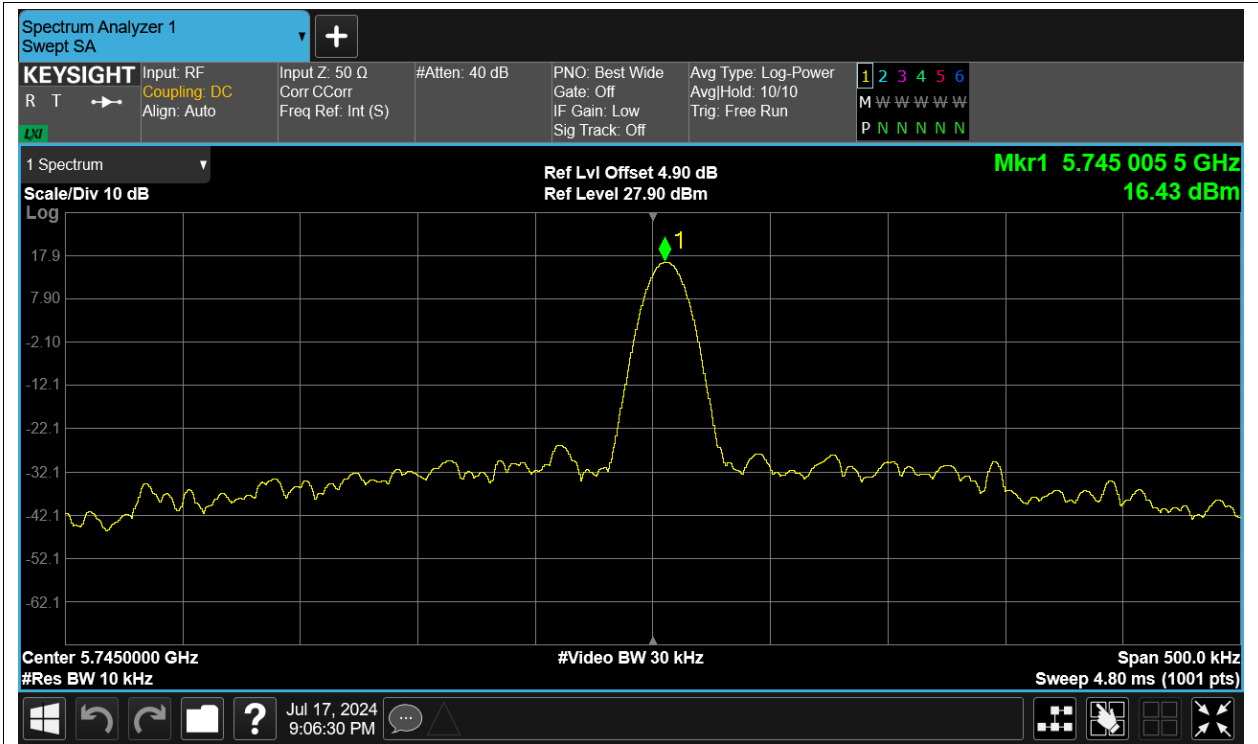 Spectrum Analyzer 1
Swept SA
KEYSIGHT
R T
LXI
Input: RF
Coupling: DC
Align: Auto
Input Z: 50 Ω
Corr CCorr
Freq Ref: Int (S)
#Atten: 40 dB
PNO: Best Wide
Gate: Off
IF Gain: Low
Sig Track: Off
Avg Type: Log-Power
Avg|Hold: 10/10
Trig: Free Run
1 2 3 4 5 6
M W W W W W
P N N N N N
1 Spectrum
Scale/Div 10 dB
Log
Ref Lvl Offset 4.90 dB
Ref Level 27.90 dBm
Mkr1 5.745 005 5 GHz
16.43 dBm
1
17.9
7.90
-2.10
-12.1
-22.1
-32.1
-42.1
-52.1
-62.1
Center 5.7450000 GHz
#Res BW 10 kHz
#Video BW 30 kHz
Span 500.0 kHz
Sweep 4.80 ms (1001 pts)
?
Jul 17, 2024
9:06:30 PM